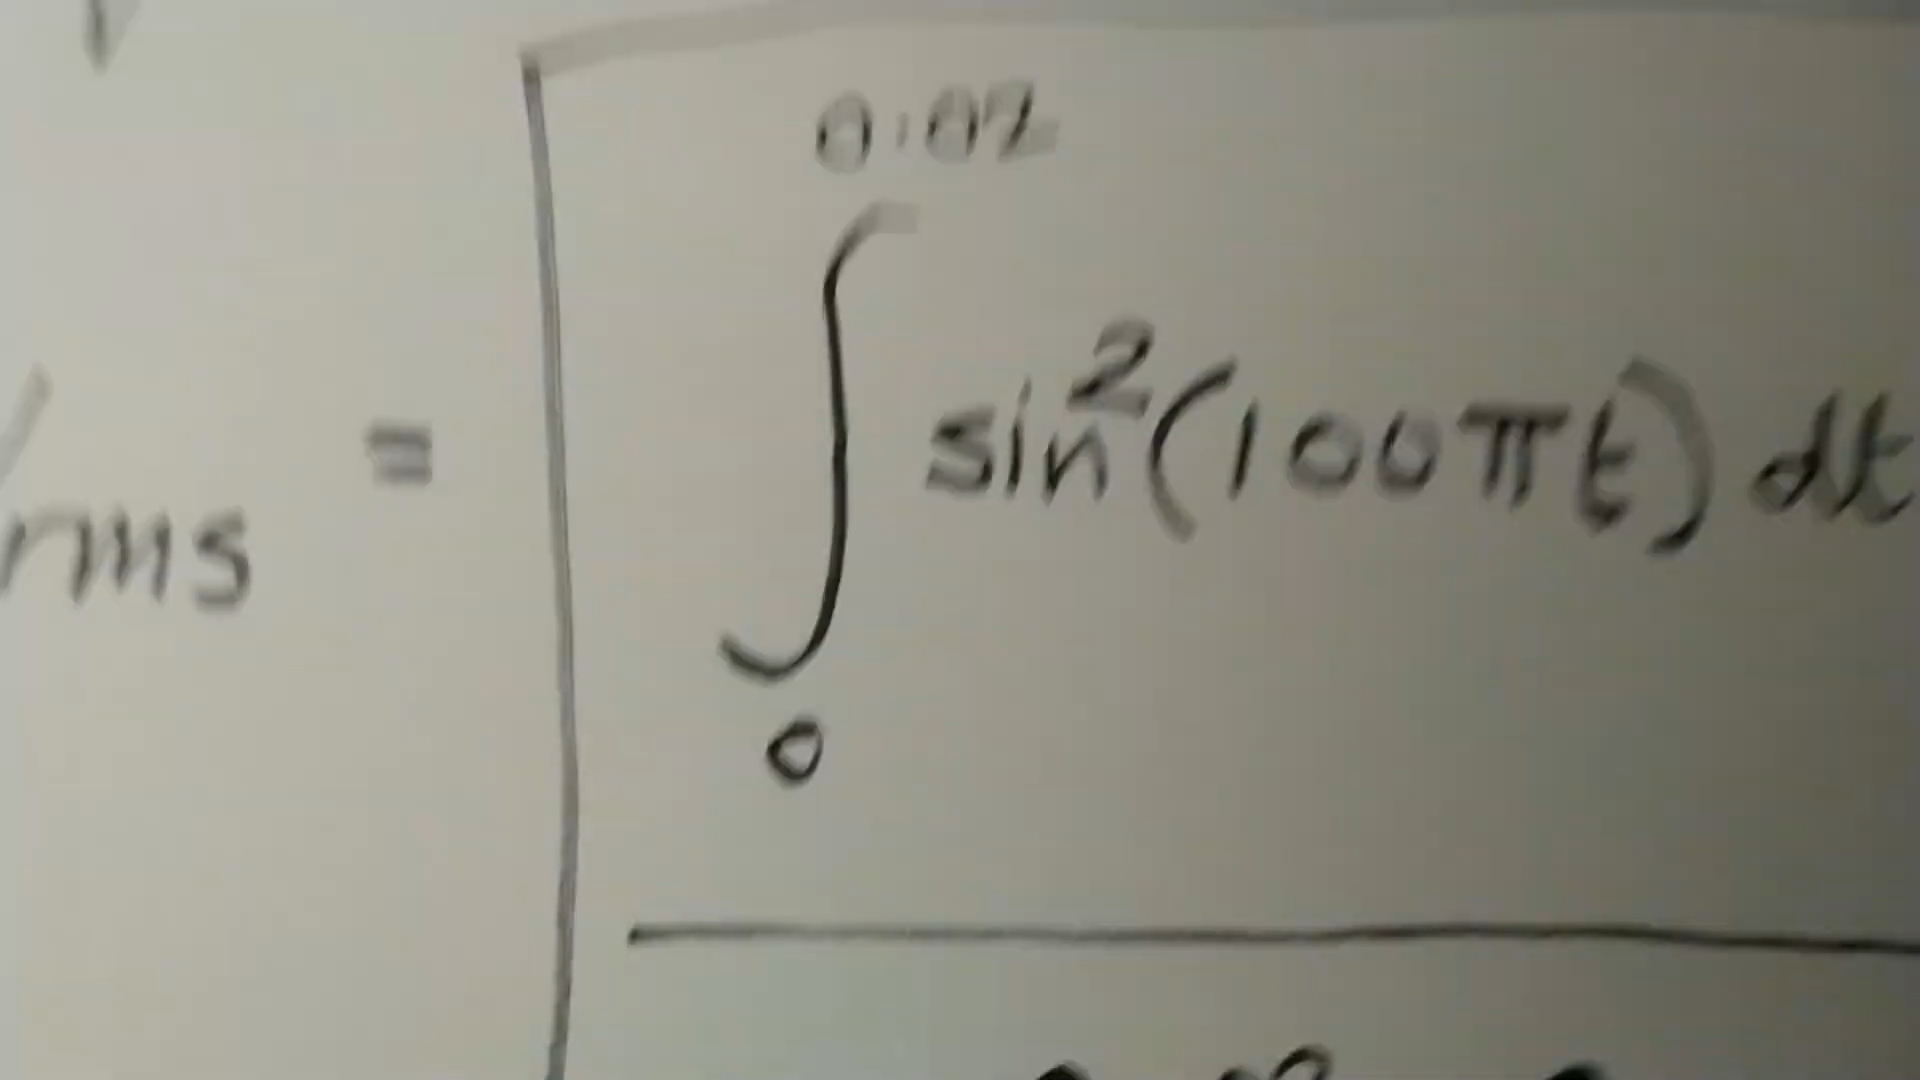 0.02
∫ sin²(100πt) dt
rms =
0